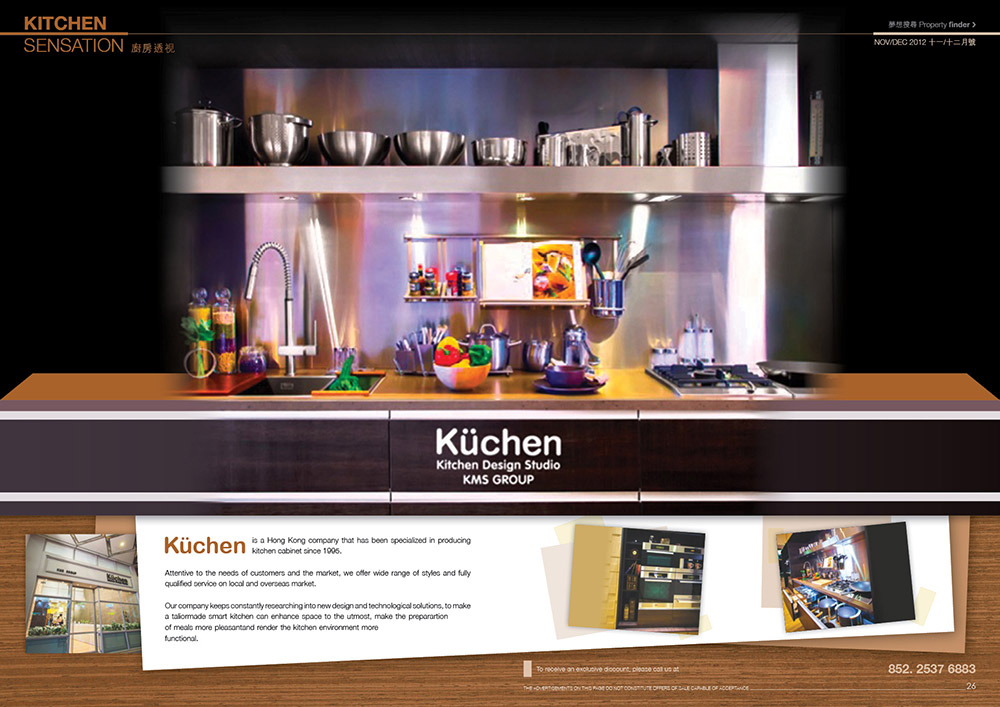 KITCHEN
SENSATION 廚房透視
夢想搜尋 Property finder
NOV/DEC 2012 十一/十二月號
Küchen
Kitchen Design Studio
KMS GROUP
Küchen is a Hong Kong company that has been specialized in producing
kitchen cabinet since 1996.
Attentive to the needs of customers and the market, we offer wide range of styles and fully
qualified service on local and overseas market.
Our company keeps constantly researching into new design and technological solutions, to make
a tailormade smart kitchen can enhance space to the utmost, make the preparartion
of meals more pleasantand render the kitchen environment more
functional.
Küchen
To receive an exclusive discount, please call us at
852. 2537 6883
THE ADVERTISEMENTS ON THIS PAGE DO NOT CONSTITUTE OFFERS OF SALE CAPABLE OF ACCEPTANCE
26